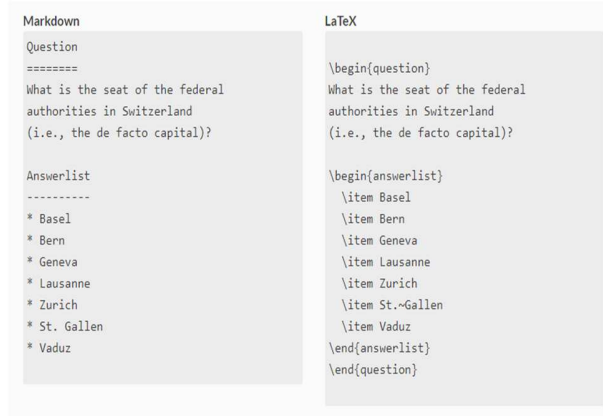 Markdown
Question
========
What is the seat of the federal
authorities in Switzerland
(i.e., the de facto capital)?
Answerlist
----------
* Basel
* Bern
* Geneva
* Lausanne
* Zurich
* St. Gallen
* Vaduz
LaTeX
\begin{question}
What is the seat of the federal
authorities in Switzerland
(i.e., the de facto capital)?
\begin{answerlist}
\item Basel
\item Bern
\item Geneva
\item Lausanne
\item Zurich
\item St.~Gallen
\item Vaduz
\end{answerlist}
\end{question}